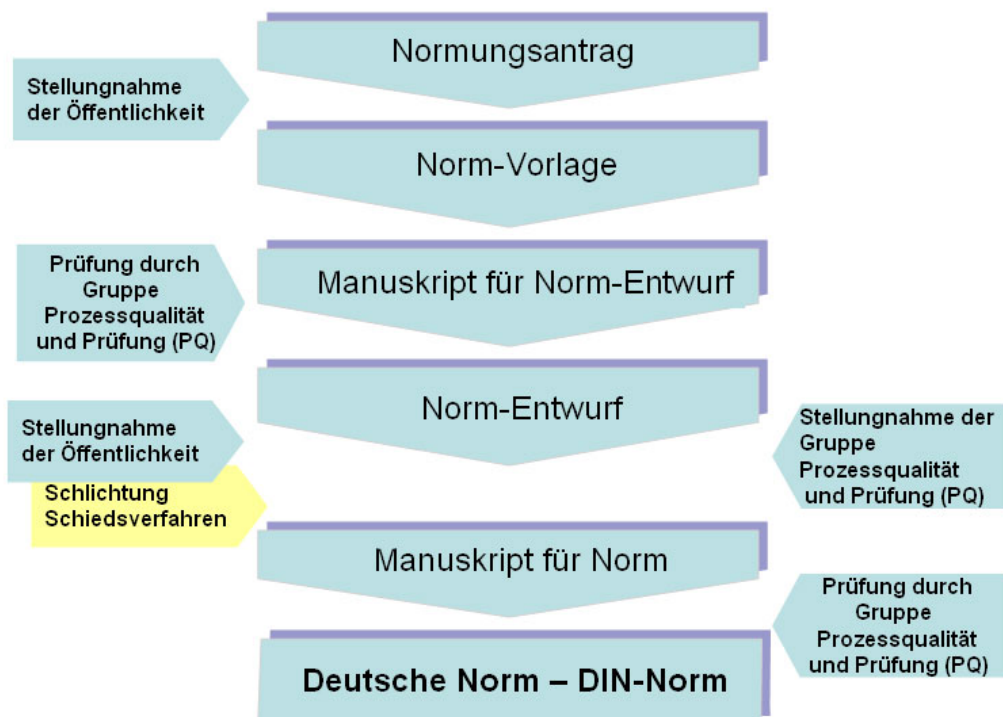 Normungsantrag
Stellungnahme
der Öffentlichkeit
Norm-Vorlage
Prüfung durch
Gruppe
Prozessqualität
und Prüfung (PQ)
Manuskript für Norm-Entwurf
Norm-Entwurf
Stellungnahme
der Öffentlichkeit
Schlichtung
Schiedsverfahren
Stellungnahme der
Gruppe
Prozessqualität
und Prüfung (PQ)
Manuskript für Norm
Prüfung durch
Gruppe
Prozessqualität
und Prüfung (PQ)
Deutsche Norm – DIN-Norm